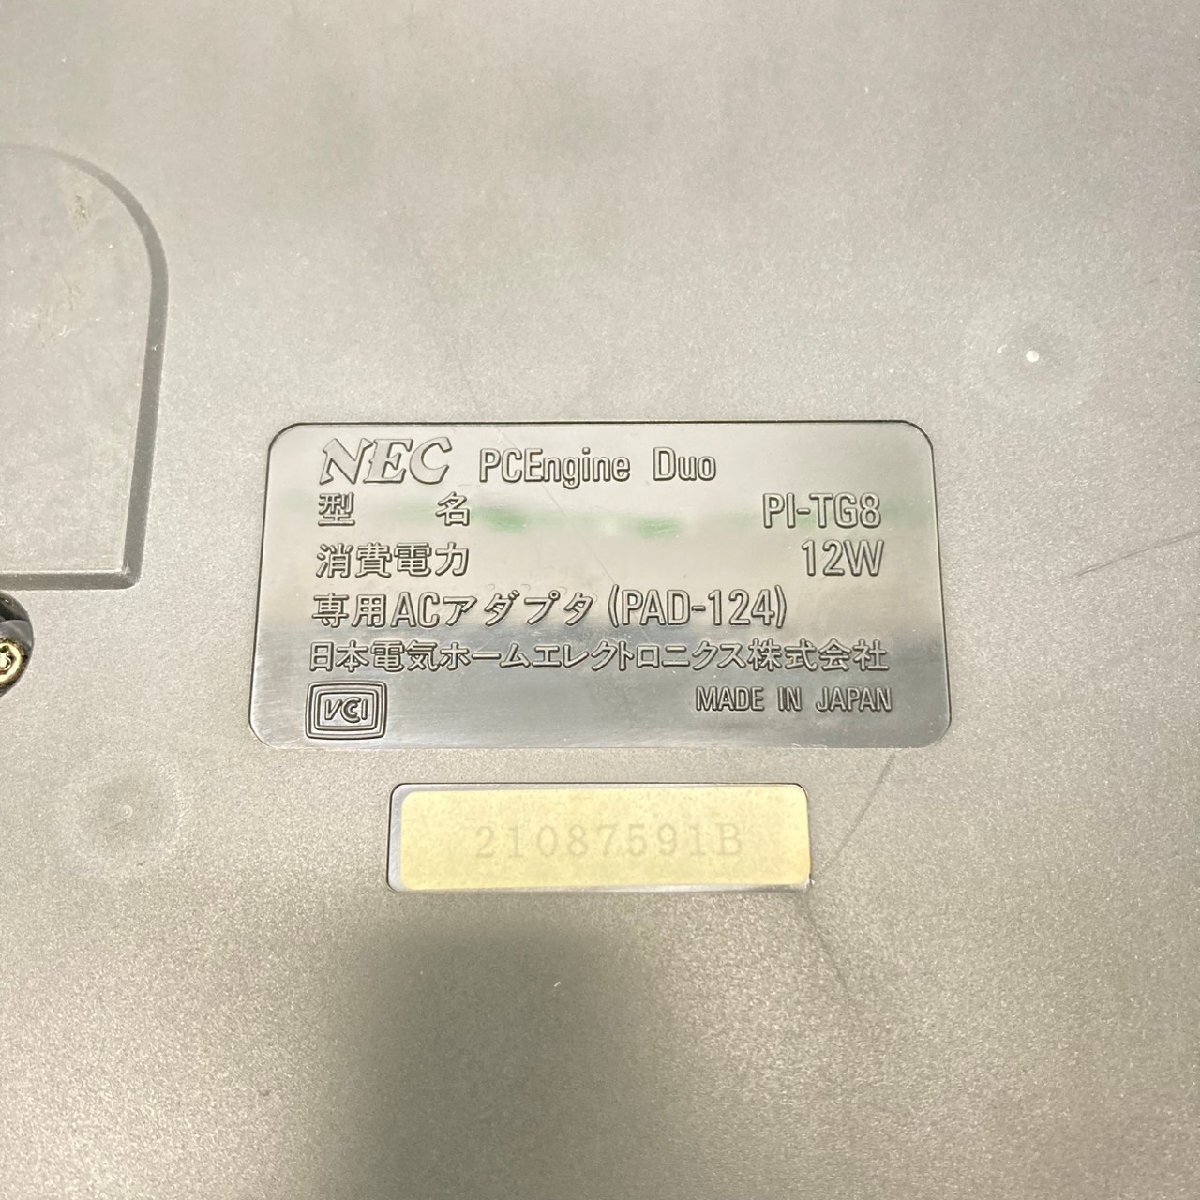 NEC PCEngine Duo
型名 PI-TG8
消費電力 12W
専用ACアダプタ(PAD-124)
日本電気ホームエレクトロニクス株式会社
VCI MADE IN JAPAN
21087591B